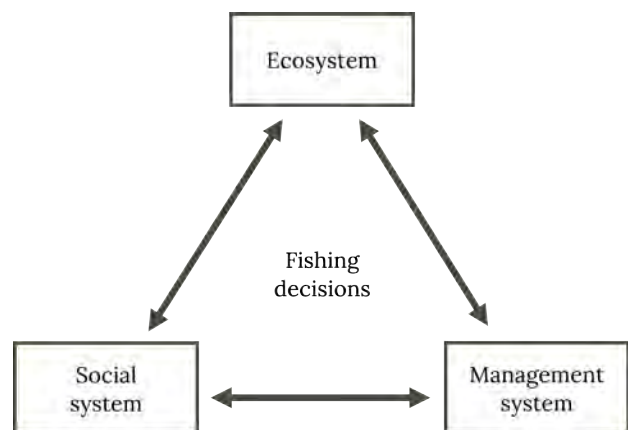 Ecosystem
Fishing
decisions
Social
system
Management
system